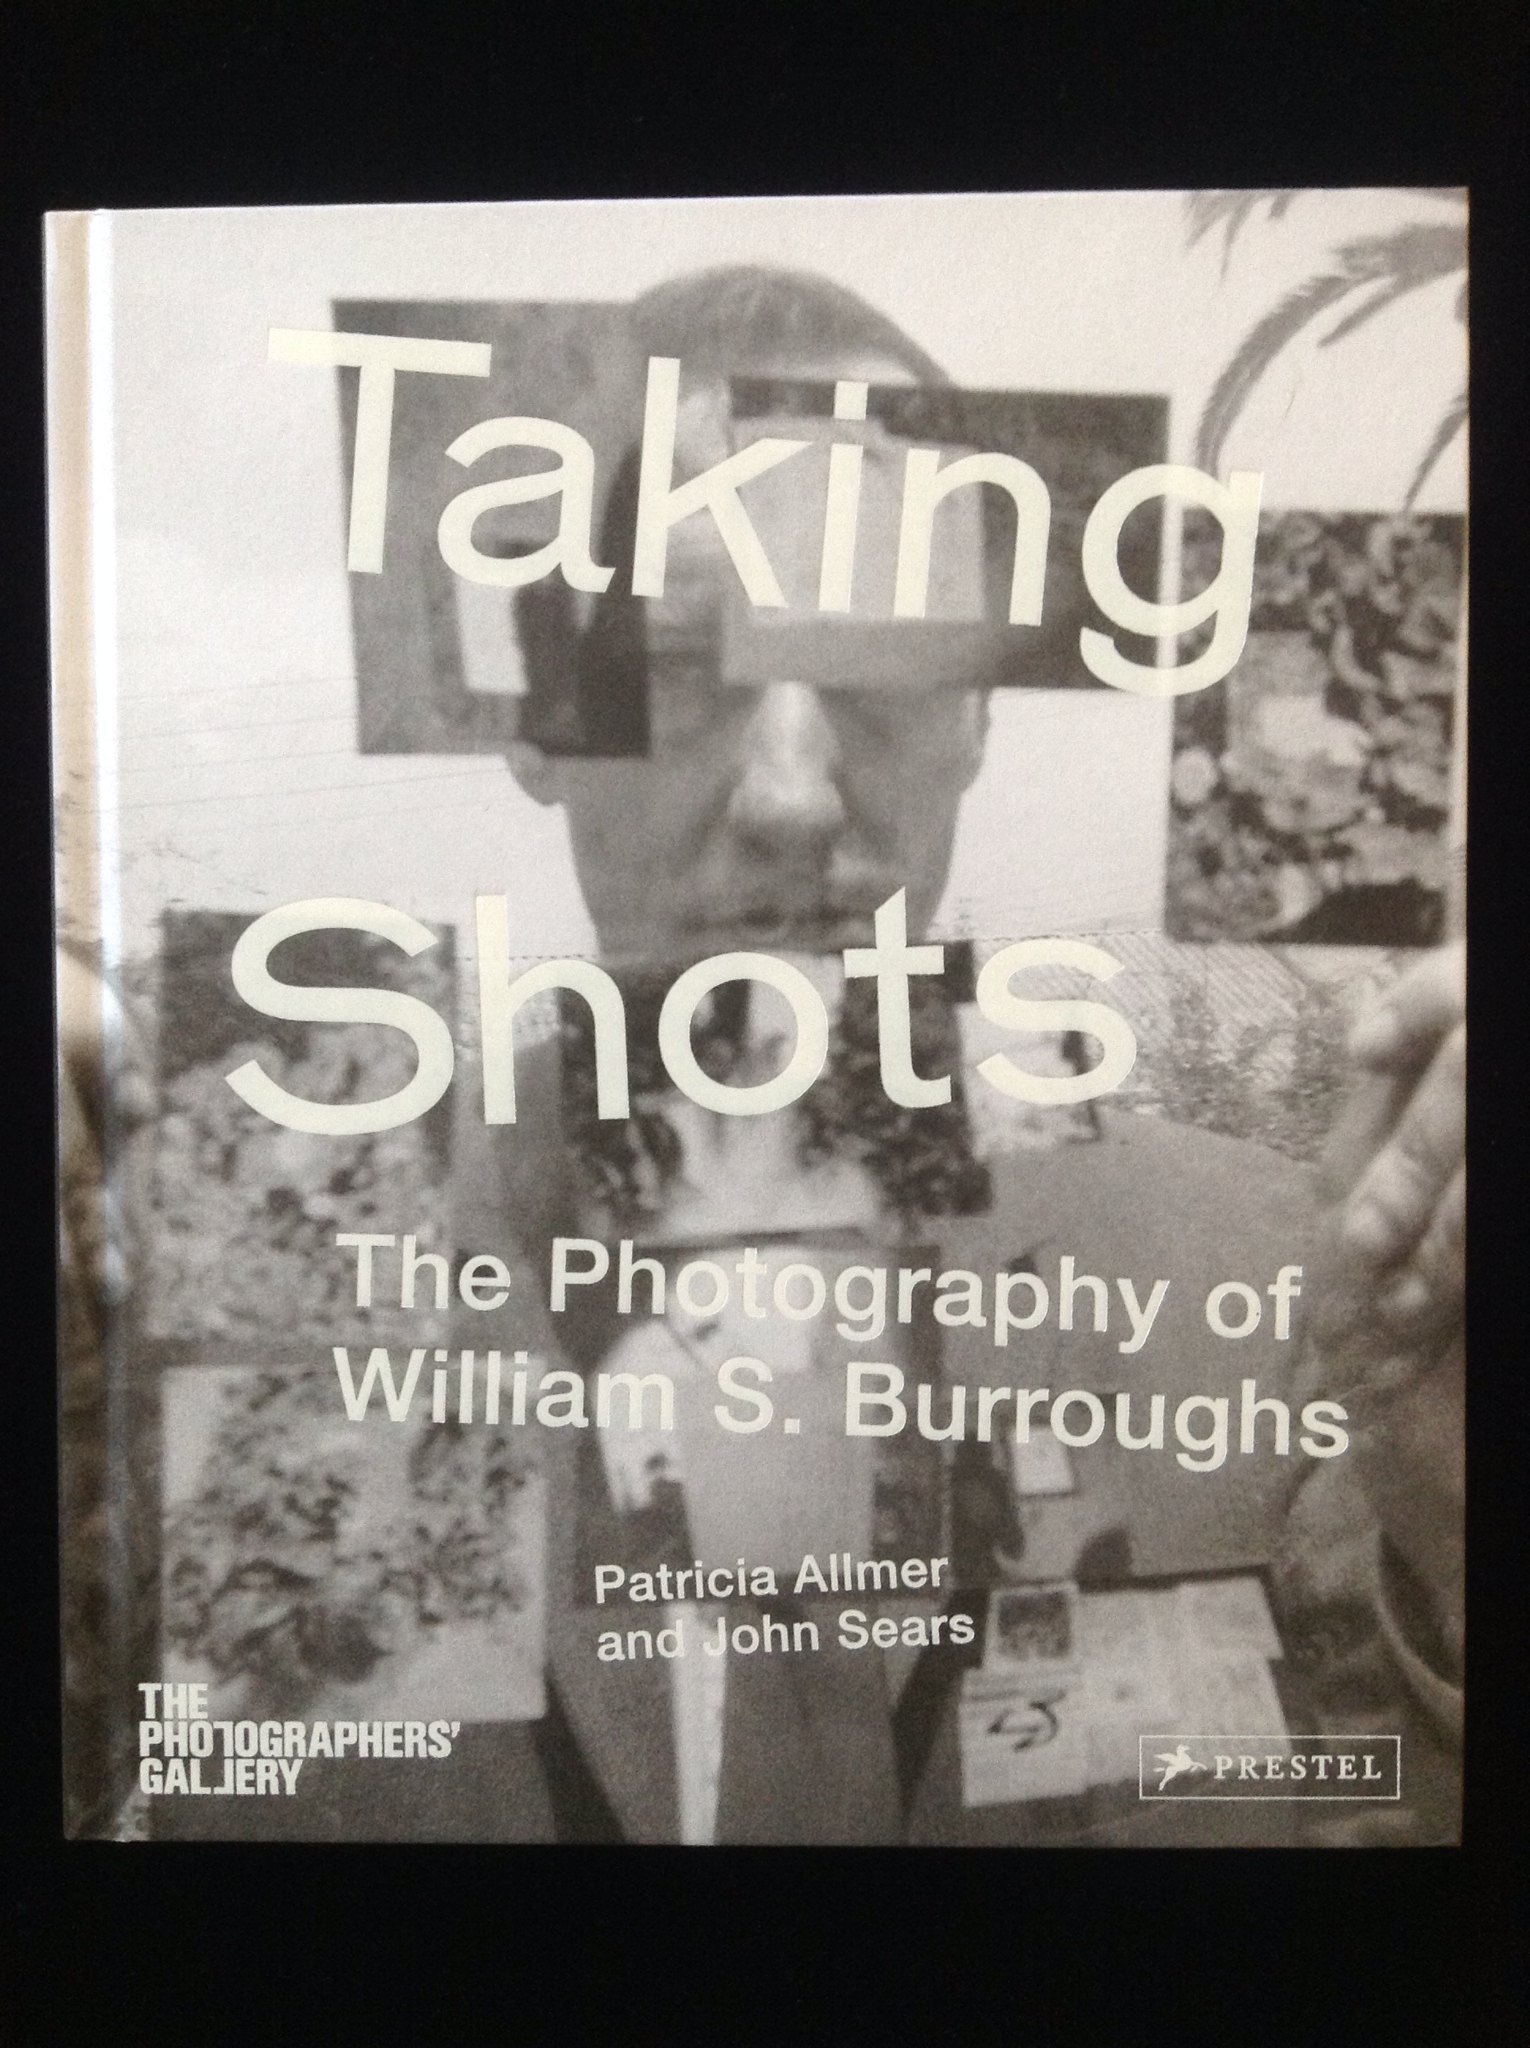 Taking
Shots
The Photography of
William S. Burroughs
Patricia Allmer
and John Sears
THE
PHOTOGRAPHERS'
GALLERY
PRESTEL